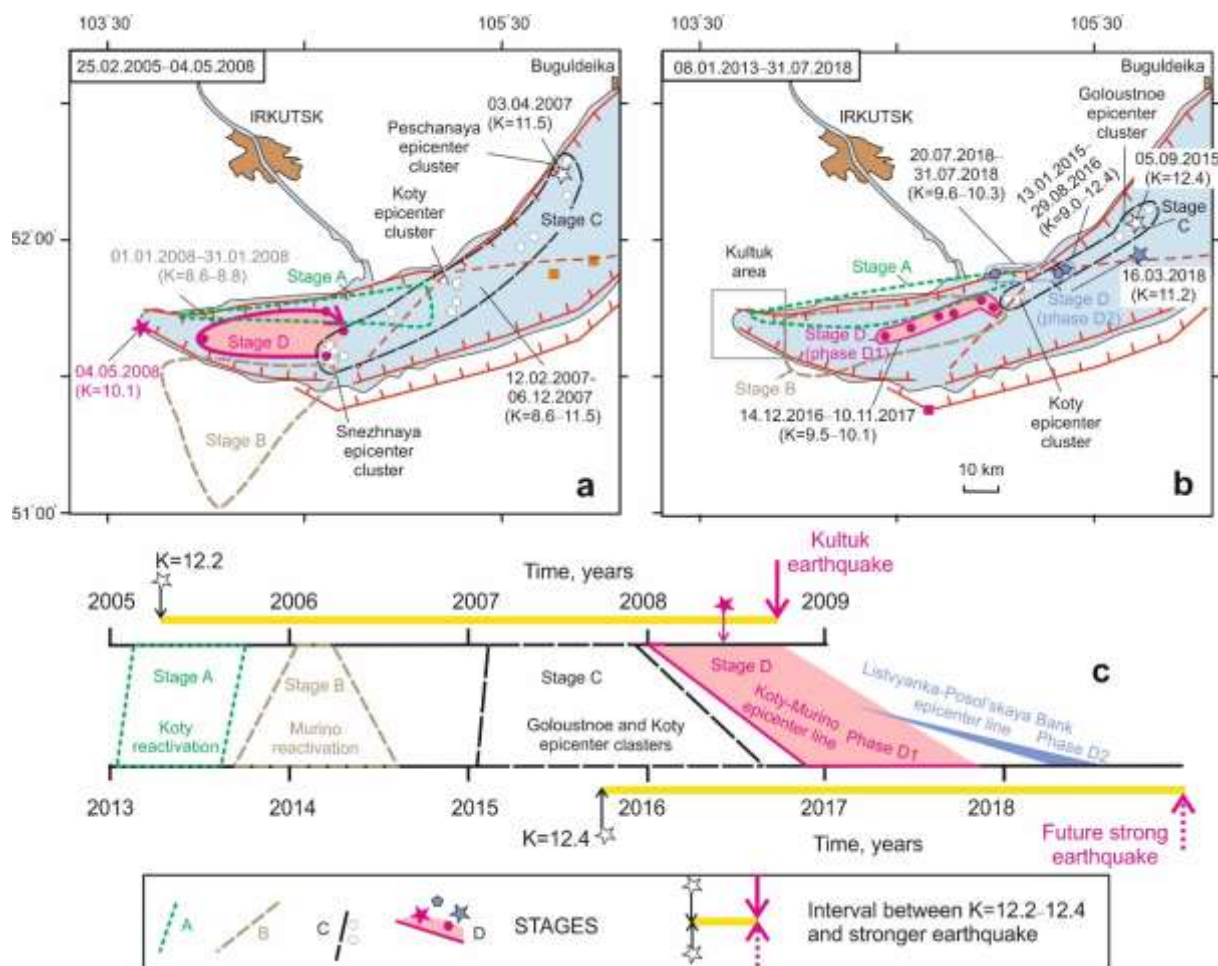 103°30'
105°30'
25.02.2005–04.05.2008
Buguldeika
IRKUTSK
03.04.2007
(K=11.5)
Peschanaya
epicenter
cluster
Koty
epicenter
cluster
Stage C
52°00'
01.01.2008–31.01.2008
(K=8.6–8.8)
Stage A
Stage D
04.05.2008
(K=10.1)
12.02.2007-
06.12.2007
(K=8.6–11.5)
Stage B
Snezhnaya
epicenter
cluster
51°00'
a
103°30'
105°30'
08.01.2013–31.07.2018
Buguldeika
Goloustnoe
epicenter
cluster
IRKUTSK
20.07.2018–
31.07.2018
(K=9.6–10.3)
13.01.2015–
29.08.2016
(K=9.0–12.4)
05.09.2015
(K=12.4)
Stage
C
52°00'
Kultuk
area
Stage A
16.03.2018
(K=11.2)
Stage D
(phase D2)
Stage D
(phase D1)
Stage B
14.12.2016–10.11.2017
(K=9.5–10.1)
Koty
epicenter
cluster
10 km
b
K=12.2
Time, years
Kultuk
earthquake
2005
2006
2007
2008
2009
c
Stage A
Stage B
Stage C
Stage D
Koty
reactivation
Murino
reactivation
Goloustnoe and Koty
epicenter clasters
Koty-Murino
epicenter line
Phase D1
Listvyanka-Posol'skaya Bank
epicenter line
Phase D2
2013
2014
2015
2016
2017
2018
K=12.4
Time, years
Future strong
earthquake
A
B
C
D
STAGES
Interval between K=12.2–12.4
and stronger earthquake